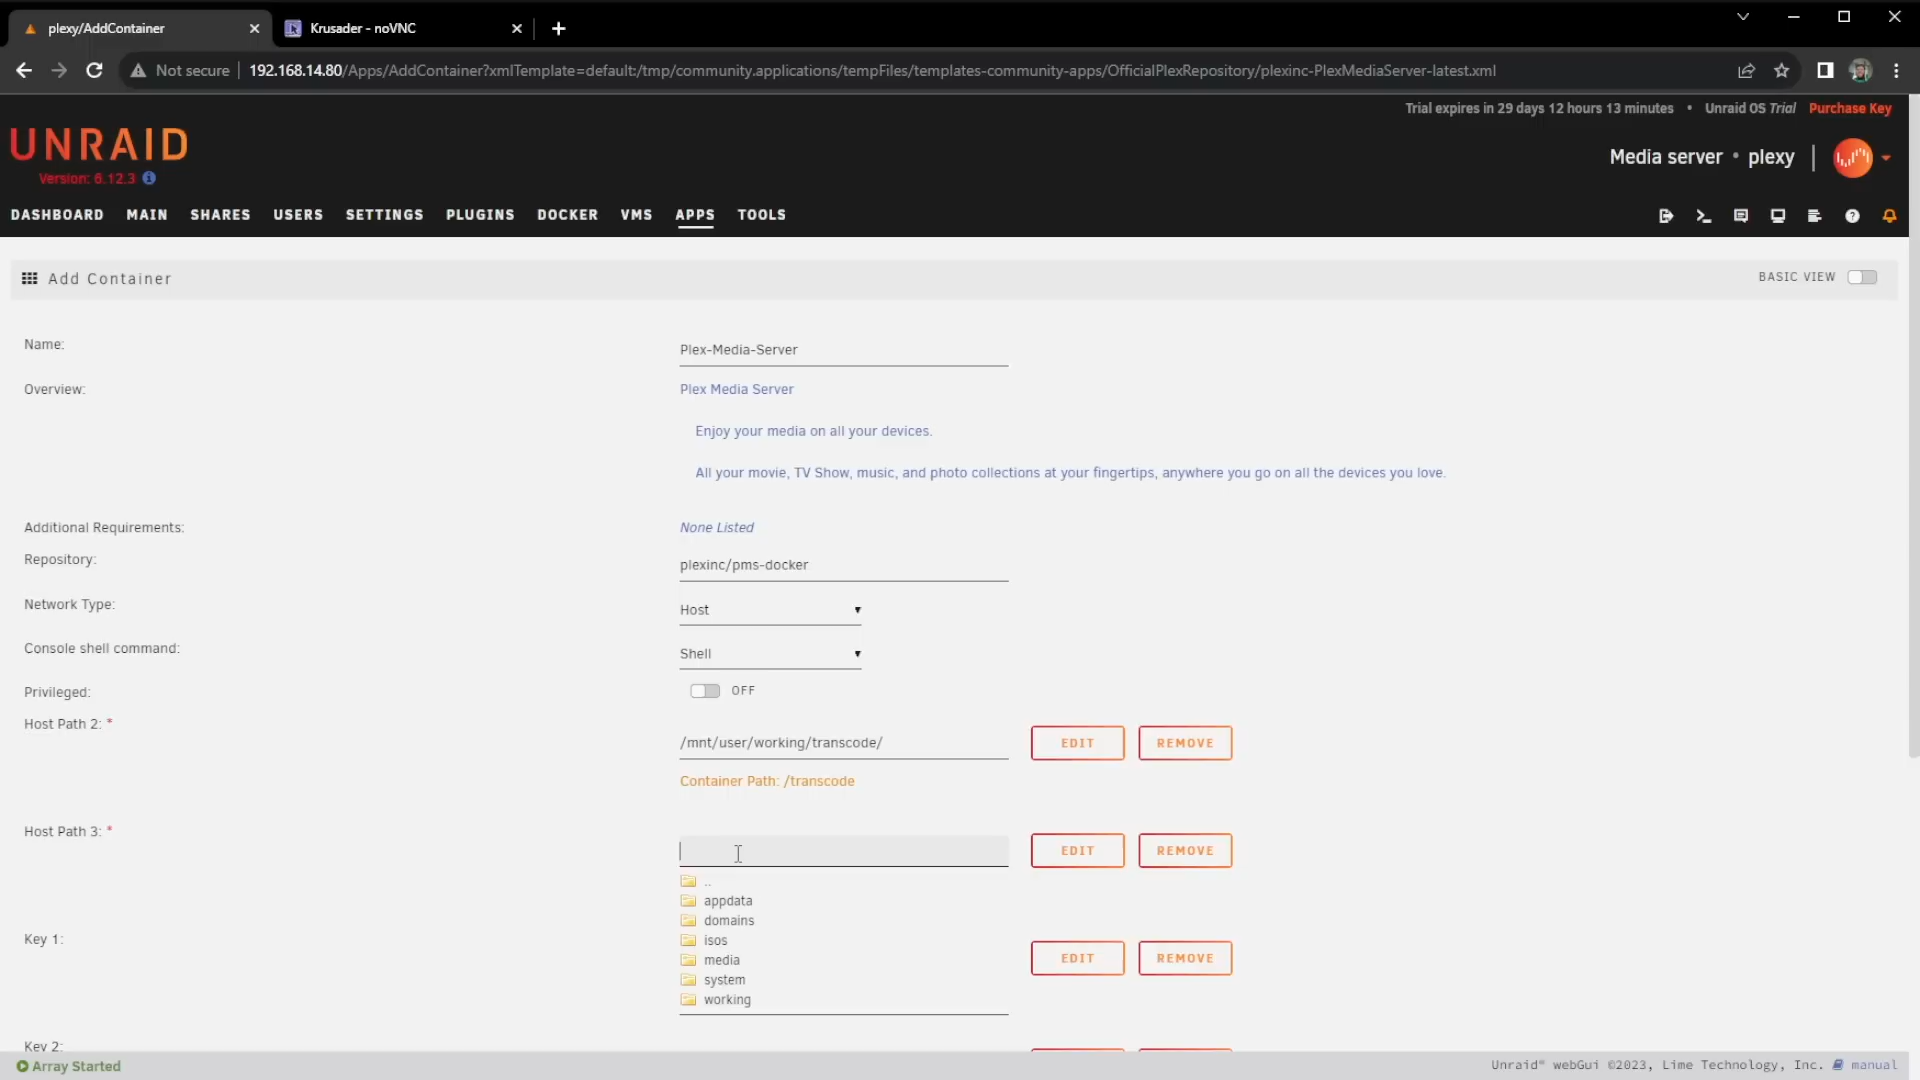 plexy/AddContainer
Krusader - noVNC
Not secure
192.168.14.80/Apps/AddContainer?xmlTemplate=default:/tmp/community.applications/tempFiles/templates-community-apps/OfficialPlexRepository/plexinc-PlexMediaServer-latest.xml
Trial expires in 29 days 12 hours 13 minutes • Unraid OS Trial Purchase Key
UNRAID
Version: 6.12.3
Media server • plexy
DASHBOARD MAIN SHARES USERS SETTINGS PLUGINS DOCKER VMS APPS TOOLS
Add Container
BASIC VIEW
Name:
Plex-Media-Server
Overview:
Plex Media Server
Enjoy your media on all your devices.
All your movie, TV Show, music, and photo collections at your fingertips, anywhere you go on all the devices you love.
Additional Requirements:
None Listed
Repository:
plexinc/pms-docker
Network Type:
Host
Console shell command:
Shell
Privileged:
OFF
Host Path 2: *
/mnt/user/working/transcode/
EDIT REMOVE
Container Path: /transcode
Host Path 3: *
EDIT REMOVE
..
appdata
domains
isos
media
system
working
Key 1:
EDIT REMOVE
Key 2:
Array Started
Unraid® webGui ©2023, Lime Technology, Inc. manual